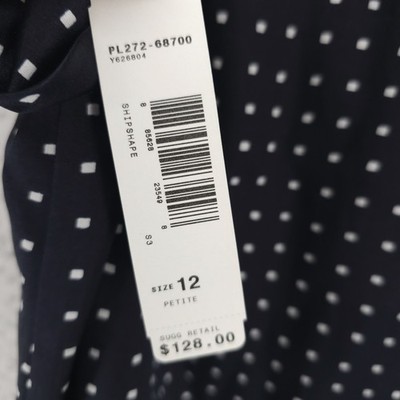 PL272-68700
Y626804
SHIPSHAPE
8 85628 23549 8
S3
SIZE 12
PETITE
SUGG RETAIL
$128.00